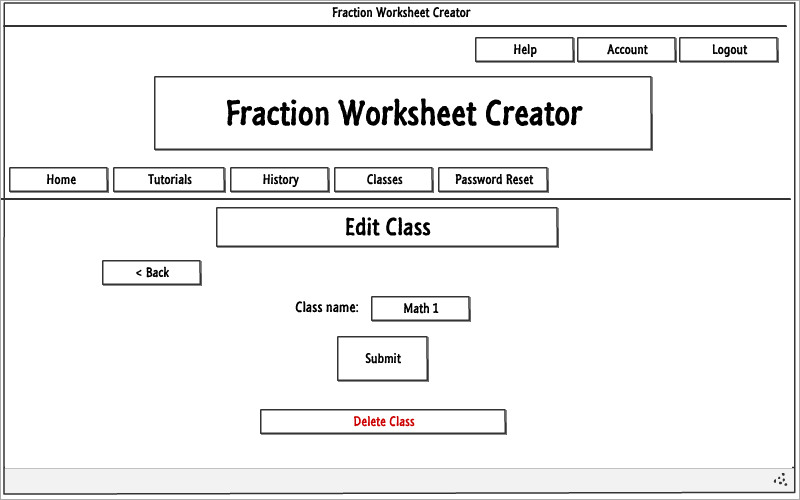 Fraction Worksheet Creator
Help Account Logout
Fraction Worksheet Creator
Home Tutorials History Classes Password Reset
Edit Class
< Back
Class name: Math 1
Submit
Delete Class